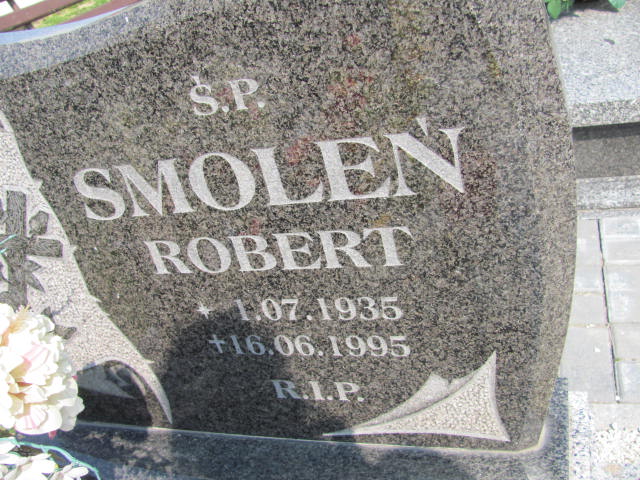 Ś.P.
SMOLEŃ
ROBERT
* 1.07.1935
+16.06.1995
R.I.P.